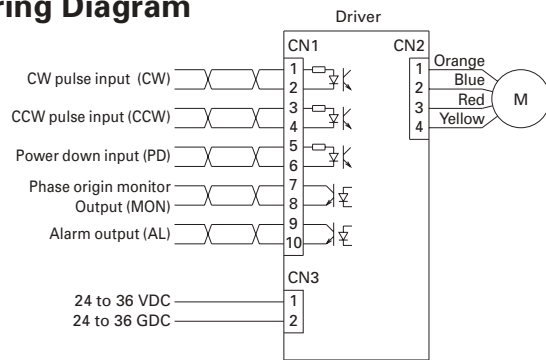 ring Diagram
Driver
CN1
CN2
CW pulse input (CW)
1
2
CCW pulse input (CCW)
3
4
Power down input (PD)
5
6
Phase origin monitor
Output (MON)
7
8
Alarm output (AL)
9
10
1 Orange
2 Blue
3 Red
4 Yellow
M
CN3
24 to 36 VDC 1
24 to 36 GDC 2